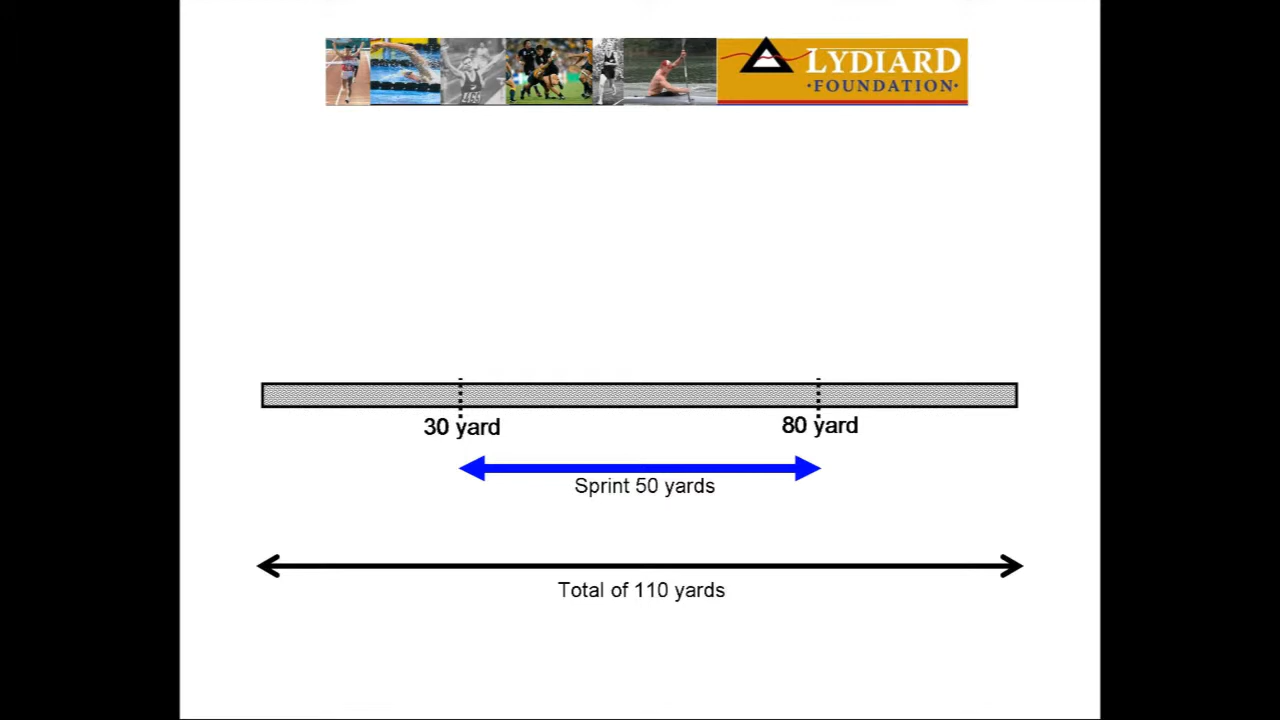 LYDIARD
·FOUNDATION·
30 yard
80 yard
Sprint 50 yards
Total of 110 yards